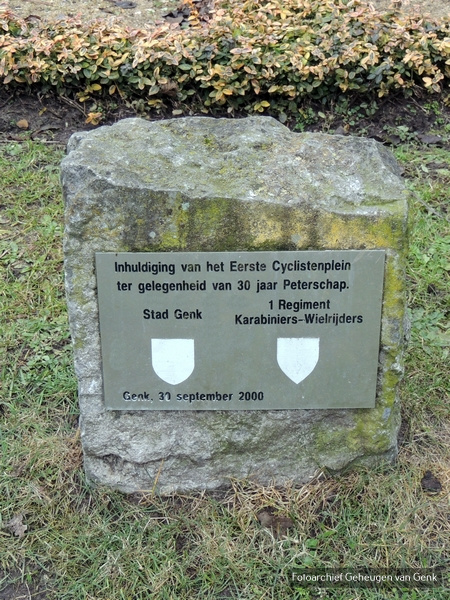 Inhuldiging van het Eerste Cyclistenplein
ter gelegenheid van 30 jaar Peterschap.
Stad Genk
1 Regiment
Karabiniers-Wielrijders
Genk, 30 september 2000
Fotoarchief Geheugen van Genk